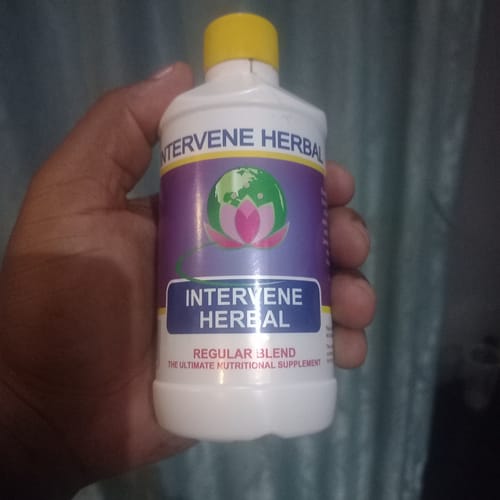 INTERVENE HERBAL
INTERVENE
HERBAL
REGULAR BLEND
THE ULTIMATE NUTRITIONAL SUPPLEMENT